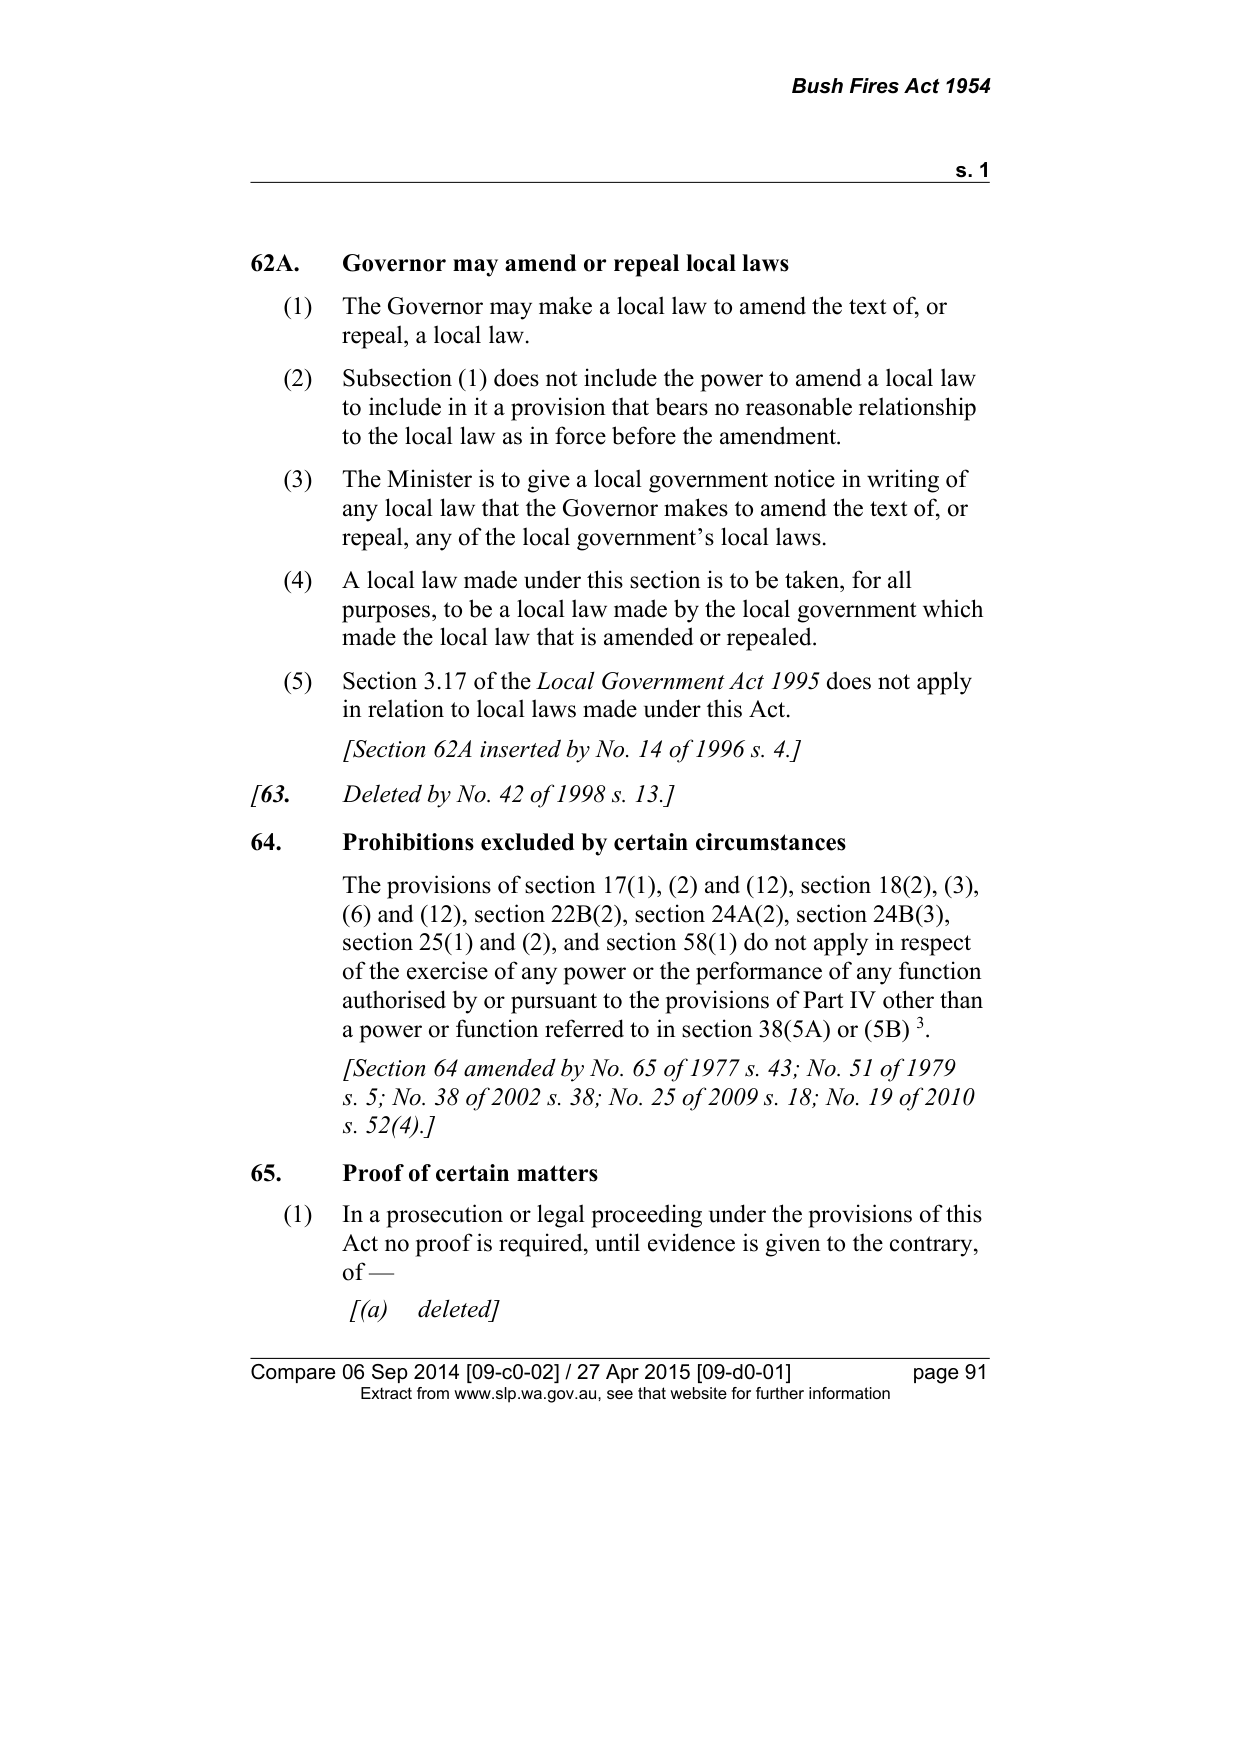 Bush Fires Act 1954
s. 1
62A. Governor may amend or repeal local laws
(1) The Governor may make a local law to amend the text of, or
repeal, a local law.
(2) Subsection (1) does not include the power to amend a local law
to include in it a provision that bears no reasonable relationship
to the local law as in force before the amendment.
(3) The Minister is to give a local government notice in writing of
any local law that the Governor makes to amend the text of, or
repeal, any of the local government’s local laws.
(4) A local law made under this section is to be taken, for all
purposes, to be a local law made by the local government which
made the local law that is amended or repealed.
(5) Section 3.17 of the Local Government Act 1995 does not apply
in relation to local laws made under this Act.
[Section 62A inserted by No. 14 of 1996 s. 4.]
[63. Deleted by No. 42 of 1998 s. 13.]
64. Prohibitions excluded by certain circumstances
The provisions of section 17(1), (2) and (12), section 18(2), (3),
(6) and (12), section 22B(2), section 24A(2), section 24B(3),
section 25(1) and (2), and section 58(1) do not apply in respect
of the exercise of any power or the performance of any function
authorised by or pursuant to the provisions of Part IV other than
a power or function referred to in section 38(5A) or (5B) 3.
[Section 64 amended by No. 65 of 1977 s. 43; No. 51 of 1979
s. 5; No. 38 of 2002 s. 38; No. 25 of 2009 s. 18; No. 19 of 2010
s. 52(4).]
65. Proof of certain matters
(1) In a prosecution or legal proceeding under the provisions of this
Act no proof is required, until evidence is given to the contrary,
of —
[(a) deleted]
Compare 06 Sep 2014 [09-c0-02] / 27 Apr 2015 [09-d0-01] page 91
Extract from www.slp.wa.gov.au, see that website for further information